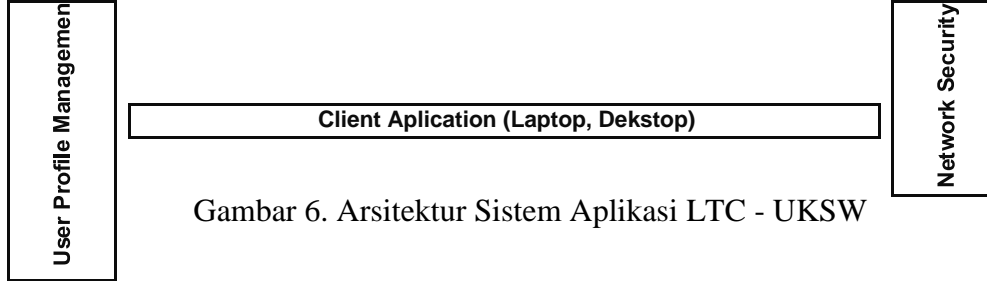 User Profile Managemen
Network Security
Client Aplication (Laptop, Dekstop)
Gambar 6. Arsitektur Sistem Aplikasi LTC - UKSW